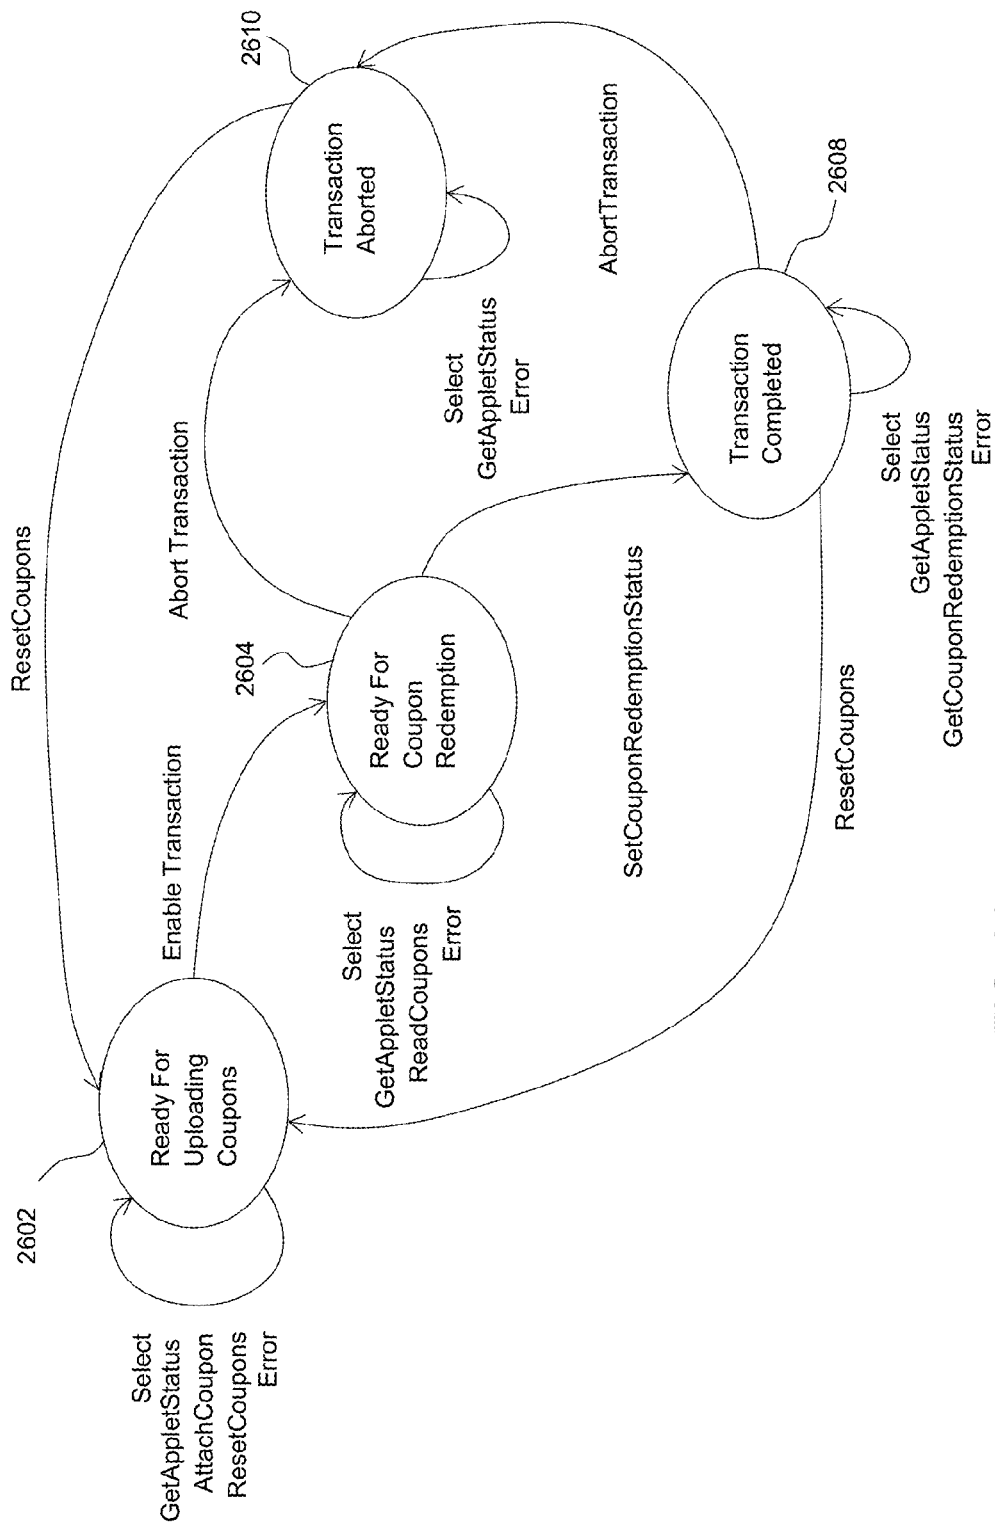 ResetCoupons
2610
Transaction
Aborted
Abort Transaction
Select
GetAppletStatus
Error
AbortTransaction
2604
Ready For
Coupon
Redemption
Enable Transaction
Select
GetAppletStatus
ReadCoupons
Error
2602
Ready For
Uploading
Coupons
Select
GetAppletStatus
AttachCoupon
ResetCoupons
Error
SetCouponRedemptionStatus
2608
Transaction
Completed
Select
GetAppletStatus
GetCouponRedemptionStatus
Error
ResetCoupons